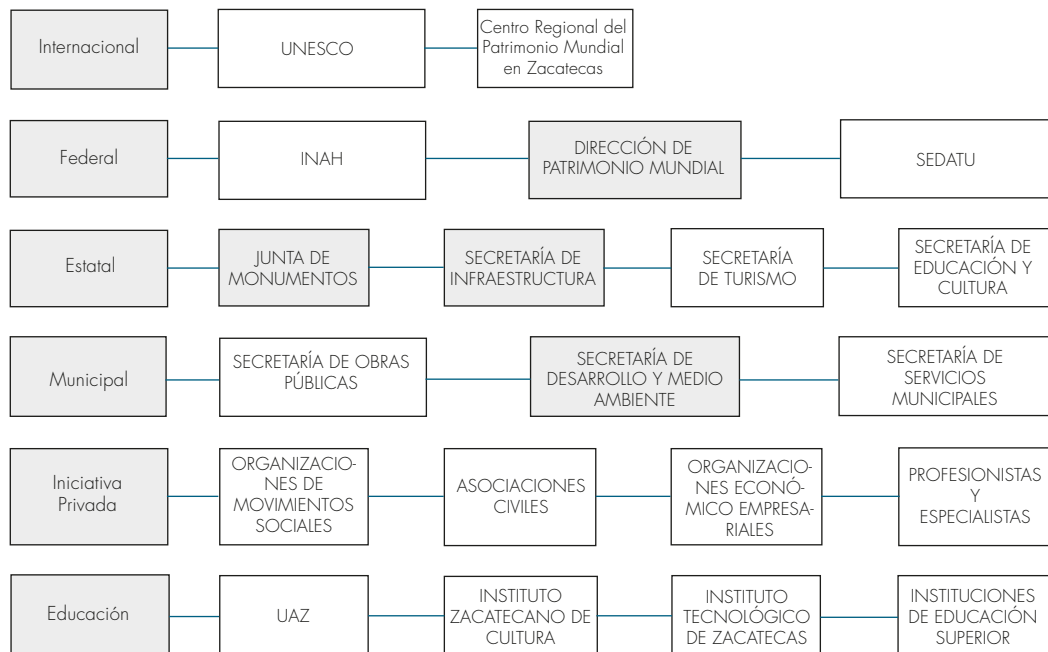 Internacional
UNESCO
Centro Regional del
Patrimonio Mundial
en Zacatecas
Federal
INAH
DIRECCIÓN DE
PATRIMONIO MUNDIAL
SEDATU
Estatal
JUNTA DE
MONUMENTOS
SECRETARÍA DE
INFRAESTRUCTURA
SECRETARÍA
DE TURISMO
SECRETARÍA DE
EDUCACIÓN Y
CULTURA
Municipal
SECRETARÍA DE OBRAS
PÚBLICAS
SECRETARÍA DE
DESARROLLO Y MEDIO
AMBIENTE
SECRETARÍA DE
SERVICIOS
MUNICIPALES
Iniciativa
Privada
ORGANIZACIO-
NES DE
MOVIMIENTOS
SOCIALES
ASOCIACIONES
CIVILES
ORGANIZACIO-
NES ECONÓ-
MICO EMPRESA-
RIALES
PROFESIONISTAS
Y
ESPECIALISTAS
Educación
UAZ
INSTITUTO
ZACATECANO DE
CULTURA
INSTITUTO
TECNOLÓGICO
DE ZACATECAS
INSTITUCIONES
DE EDUCACIÓN
SUPERIOR